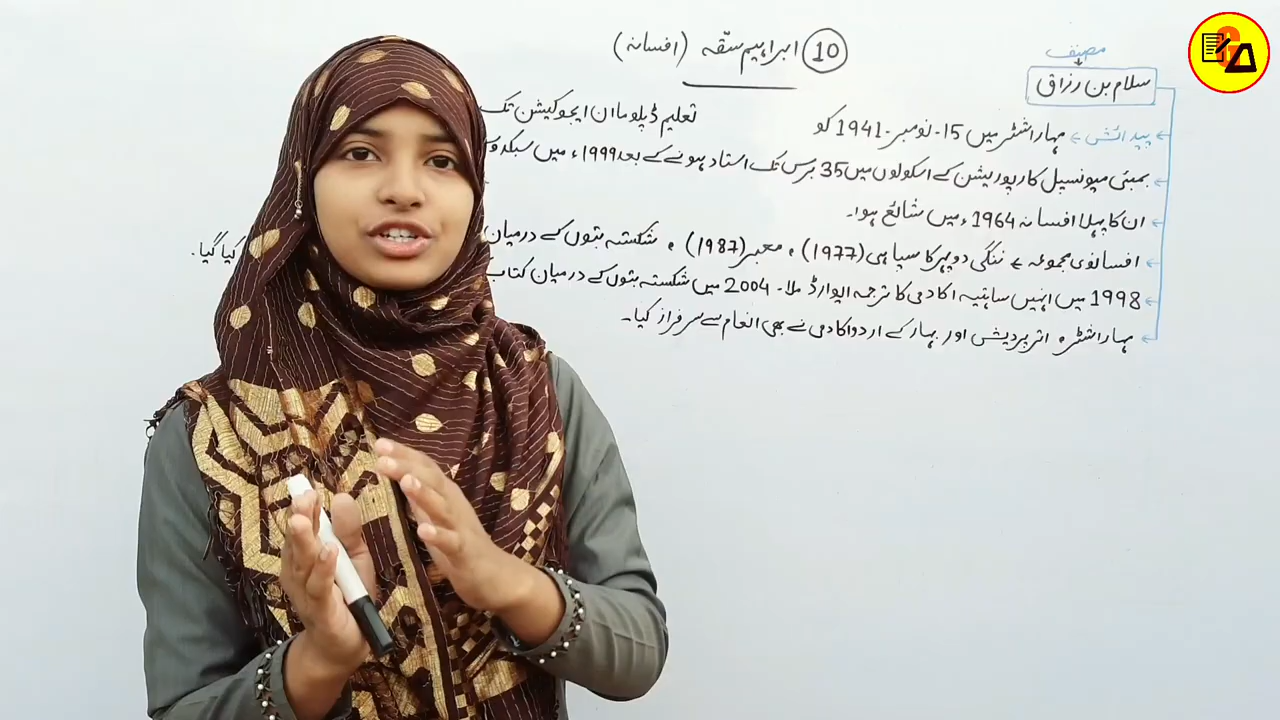 10 ابراہیم سقّہ (افسانہ)
مصنف
سلام بن رزاق
پیدائش ← مہاراشٹر میں 15-نومبر-1941 کو تعلیم ڈپلوما ان ایجوکیشن تک
بمبئی میونسپل کارپوریشن کے اسکولوں میں 35 برس تک استاد ہونے کے بعد 1999ء میں
ان کا پہلا افسانہ 1964ء میں شائع ہوا۔
افسانوی مجموعہ ← ننگی دوپہر کا سپاہی (1977)، معبر (1987)، شکستہ بتوں کے درمیان
1998 میں انہیں ساہتیہ اکادمی کا ترجمہ ایوارڈ ملا۔ 2004 میں شکستہ بتوں کے درمیان کتاب کیا گیا۔
مہاراشٹر، اترپردیش اور بہار کے اردو اکادمی نے بھی انعام سے سرفراز کیا۔